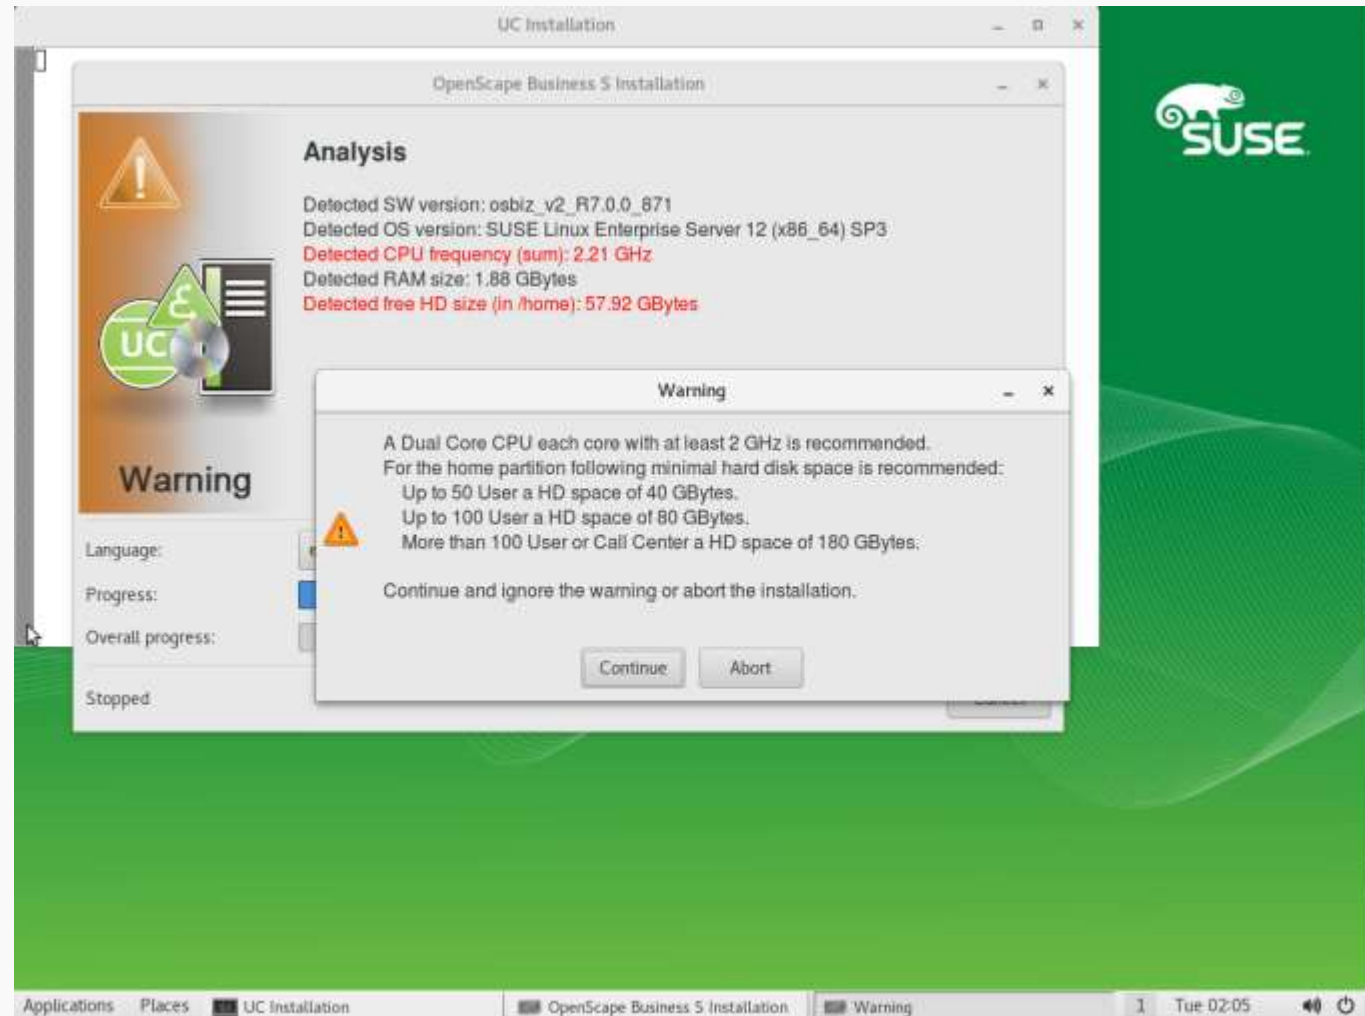 UC Installation
OpenScape Business S Installation
SUSE
Analysis
Detected SW version: osbiz_v2_R7.0.0_871
Detected OS version: SUSE Linux Enterprise Server 12 (x86_64) SP3
Detected CPU frequency (sum): 2.21 GHz
Detected RAM size: 1.88 GBytes
Detected free HD size (in /home): 57.92 GBytes
UC
Warning
Warning
A Dual Core CPU each core with at least 2 GHz is recommended.
For the home partition following minimal hard disk space is recommended:
Up to 50 User a HD space of 40 GBytes.
Up to 100 User a HD space of 80 GBytes.
More than 100 User or Call Center a HD space of 180 GBytes.
Continue and ignore the warning or abort the installation.
Continue
Abort
Language:
Progress:
Overall progress:
Stopped
Applications Places UC Installation OpenScape Business S Installation Warning 1 Tue 02:05